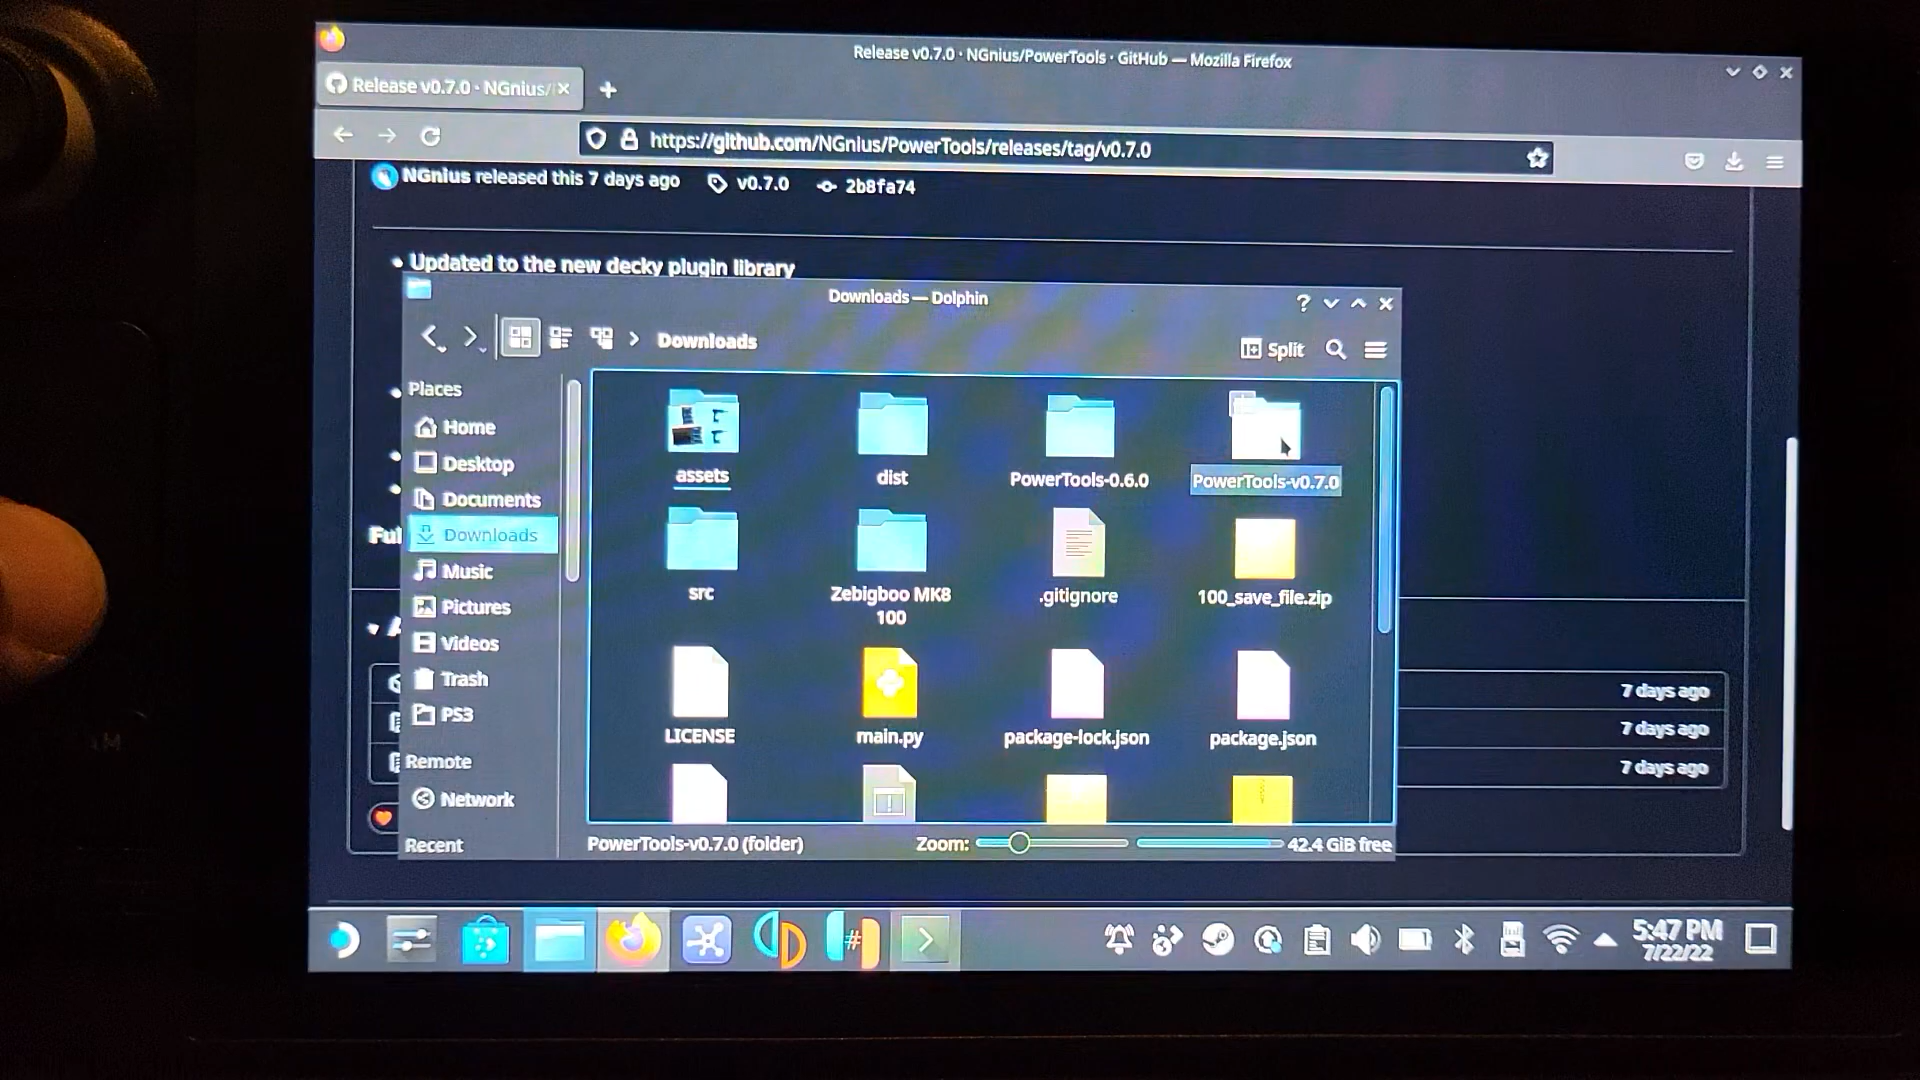 Release v0.7.0 · NGnius/PowerTools · GitHub — Mozilla Firefox
Release v0.7.0 · NGnius/
https://github.com/NGnius/PowerTools/releases/tag/v0.7.0
NGnius released this 7 days ago v0.7.0 2b8fa74
Updated to the new decky plugin library
Downloads — Dolphin
Downloads
Split
Places
Home
Desktop
Documents
Downloads
Music
Pictures
Videos
Trash
PS3
Remote
Network
Recent
assets
dist
PowerTools-0.6.0
PowerTools-v0.7.0
src
Zebigboo MK8
100
.gitignore
100_save_file.zip
LICENSE
main.py
package-lock.json
package.json
PowerTools-v0.7.0 (folder)
Zoom:
42.4 GiB free
Ful
7 days ago
7 days ago
7 days ago
5:47 PM
7/22/22